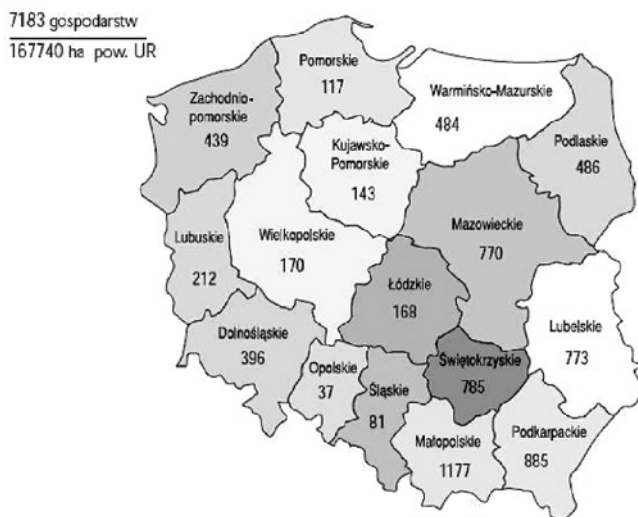 7183 gospodarstw
167740 ha pow. UR
Pomorskie
117
Warmińsko-Mazurskie
484
Zachodnio-
pomorskie
439
Podlaskie
486
Kujawsko-
Pomorskie
143
Mazowieckie
770
Lubuskie
212
Wielkopolskie
170
Łódzkie
168
Lubelskie
773
Dolnośląskie
396
Opolskie
37
Śląskie
81
Świętokrzyskie
785
Małopolskie
1177
Podkarpackie
885